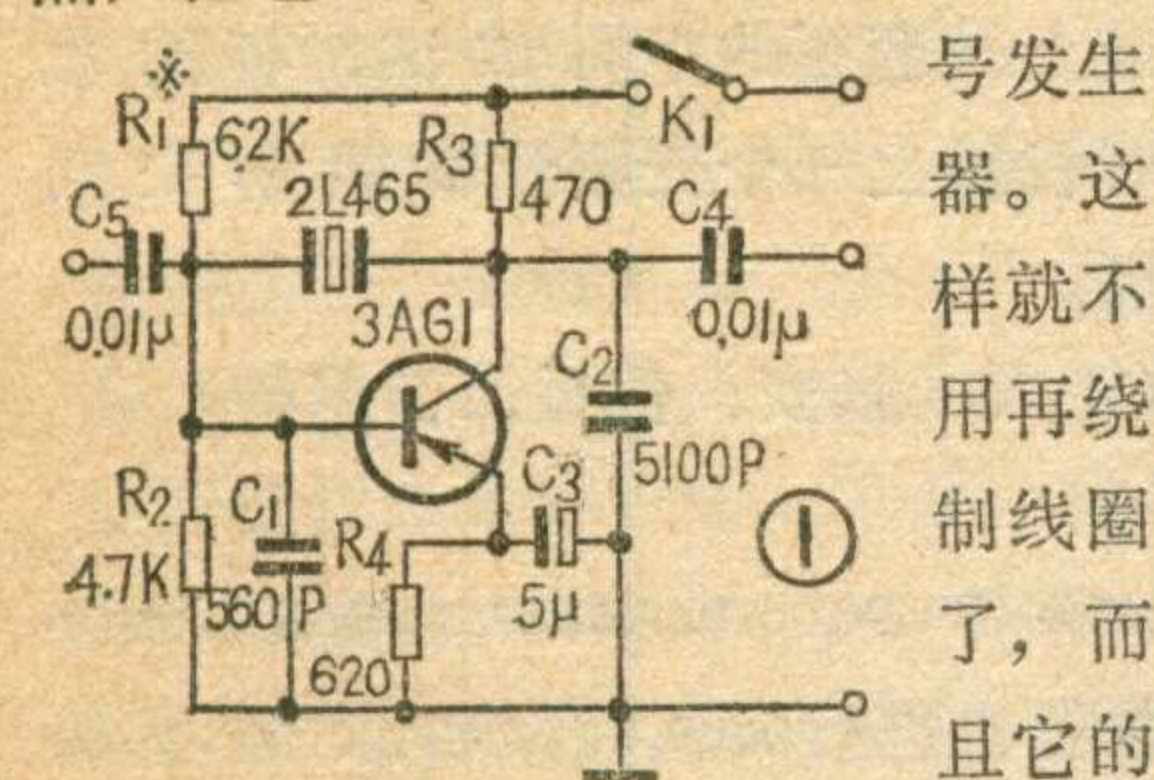 ※
R1 62K
R3 470
K1
C5 0.01μ
2L465
C4 0.01μ
3AG1
C2 5100P
R2 4.7K
C1 560P
R4 620
C3 5μ
①
号发生
器。这
样就不
用再绕
制线圈
了，而
且它的